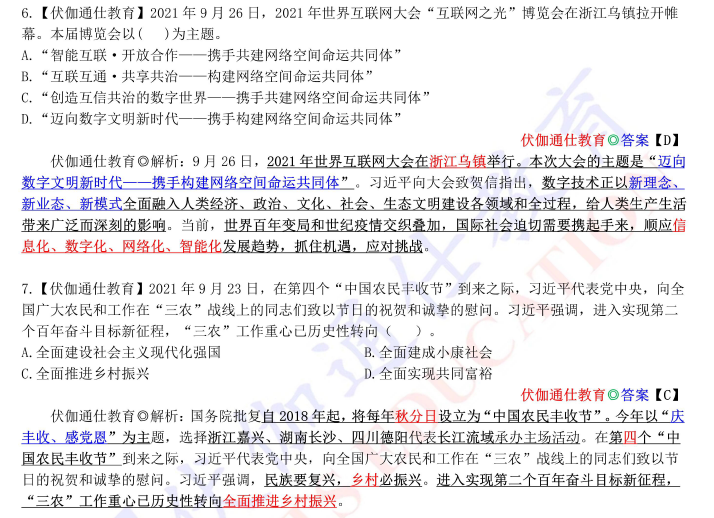 6.【伏伽通仕教育】2021 年 9 月 26 日，2021 年世界互联网大会“互联网之光”博览会在浙江乌镇拉开帷
幕。本届博览会以(    )为主题。
A.“智能互联·开放合作——携手共建网络空间命运共同体”
B.“互联互通·共享共治——构建网络空间命运共同体”
C.“创造互信共治的数字世界——携手共建网络空间命运共同体”
D.“迈向数字文明新时代——携手构建网络空间命运共同体”
伏伽通仕教育◎答案【D】
伏伽通仕教育◎解析：9 月 26 日，2021 年世界互联网大会在浙江乌镇举行。本次大会的主题是“迈向
数字文明新时代——携手构建网络空间命运共同体”。习近平向大会致贺信指出，数字技术正以新理念、
新业态、新模式全面融入人类经济、政治、文化、社会、生态文明建设各领域和全过程，给人类生产生活
带来广泛而深刻的影响。当前，世界百年变局和世纪疫情交织叠加，国际社会迫切需要携起手来，顺应信
息化、数字化、网络化、智能化发展趋势，抓住机遇，应对挑战。
7.【伏伽通仕教育】2021 年 9 月 23 日，在第四个“中国农民丰收节”到来之际，习近平代表党中央，向全
国广大农民和工作在“三农”战线上的同志们致以节日的祝贺和诚挚的慰问。习近平强调，进入实现第二
个百年奋斗目标新征程，“三农”工作重心已历史性转向（    ）。
A.全面建设社会主义现代化强国 B.全面建成小康社会
C.全面推进乡村振兴 D.全面实现共同富裕
伏伽通仕教育◎答案【C】
伏伽通仕教育◎解析：国务院批复自 2018 年起，将每年秋分日设立为“中国农民丰收节”。今年以“庆
丰收、感党恩”为主题，选择浙江嘉兴、湖南长沙、四川德阳代表长江流域承办主场活动。在第四个“中
国农民丰收节”到来之际，习近平代表党中央，向全国广大农民和工作在“三农”战线上的同志们致以节
日的祝贺和诚挚的慰问。习近平强调，民族要复兴，乡村必振兴。进入实现第二个百年奋斗目标新征程，
“三农”工作重心已历史性转向全面推进乡村振兴。